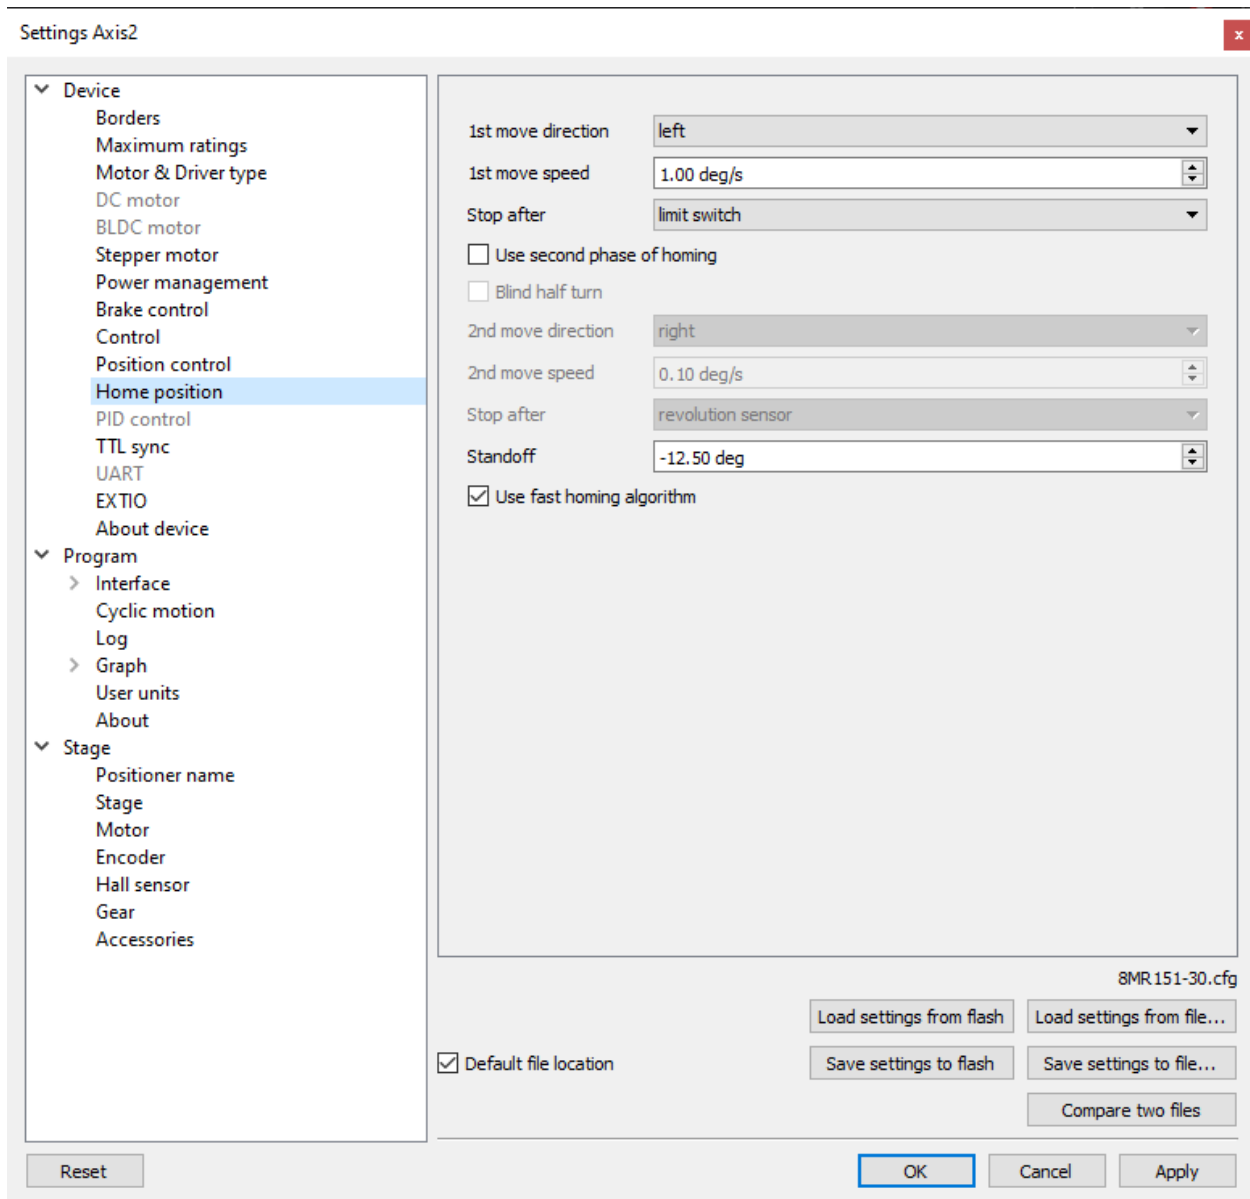 Settings Axis2
x
Device
Borders
Maximum ratings
Motor & Driver type
DC motor
BLDC motor
Stepper motor
Power management
Brake control
Control
Position control
Home position
PID control
TTL sync
UART
EXTIO
About device
Program
Interface
Cyclic motion
Log
Graph
User units
About
Stage
Positioner name
Stage
Motor
Encoder
Hall sensor
Gear
Accessories
1st move direction left
1st move speed 1.00 deg/s
Stop after limit switch
Use second phase of homing
Blind half turn
2nd move direction right
2nd move speed 0.10 deg/s
Stop after revolution sensor
Standoff -12.50 deg
Use fast homing algorithm
8MR151-30.cfg
Load settings from flash Load settings from file...
Default file location Save settings to flash Save settings to file...
Compare two files
Reset OK Cancel Apply